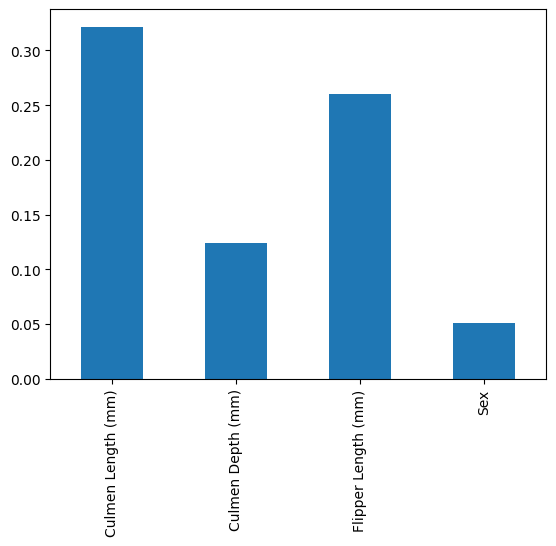 0.30
0.25
0.20
0.15
0.10
0.05
0.00
Culmen Length (mm)
Culmen Depth (mm)
Flipper Length (mm)
Sex